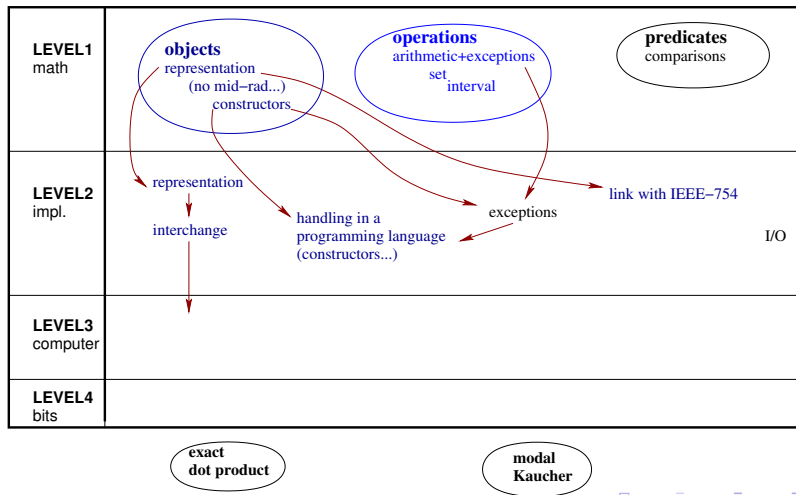 LEVEL1
math
objects
representation
(no mid−rad...)
constructors
operations
arithmetic+exceptions
set
interval
predicates
comparisons
LEVEL2
impl.
representation
interchange
handling in a
programming language
(constructors...)
exceptions
link with IEEE−754
I/O
LEVEL3
computer
LEVEL4
bits
exact
dot product
modal
Kaucher